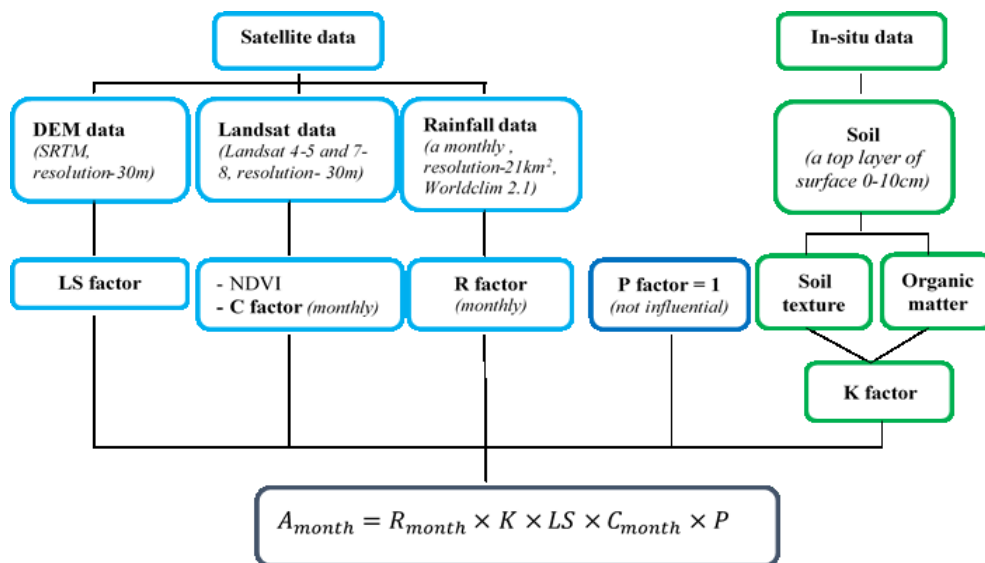 Satellite data
In-situ data
DEM data
(SRTM,
resolution-30m)
Landsat data
(Landsat 4-5 and 7-
8, resolution- 30m)
Rainfall data
(a monthly ,
resolution-21km²,
Worldclim 2.1)
Soil
(a top layer of
surface 0-10cm)
LS factor
- NDVI
- C factor (monthly)
R factor
(monthly)
P factor = 1
(not influential)
Soil
texture
Organic
matter
K factor
A_month = R_month × K × LS × C_month × P